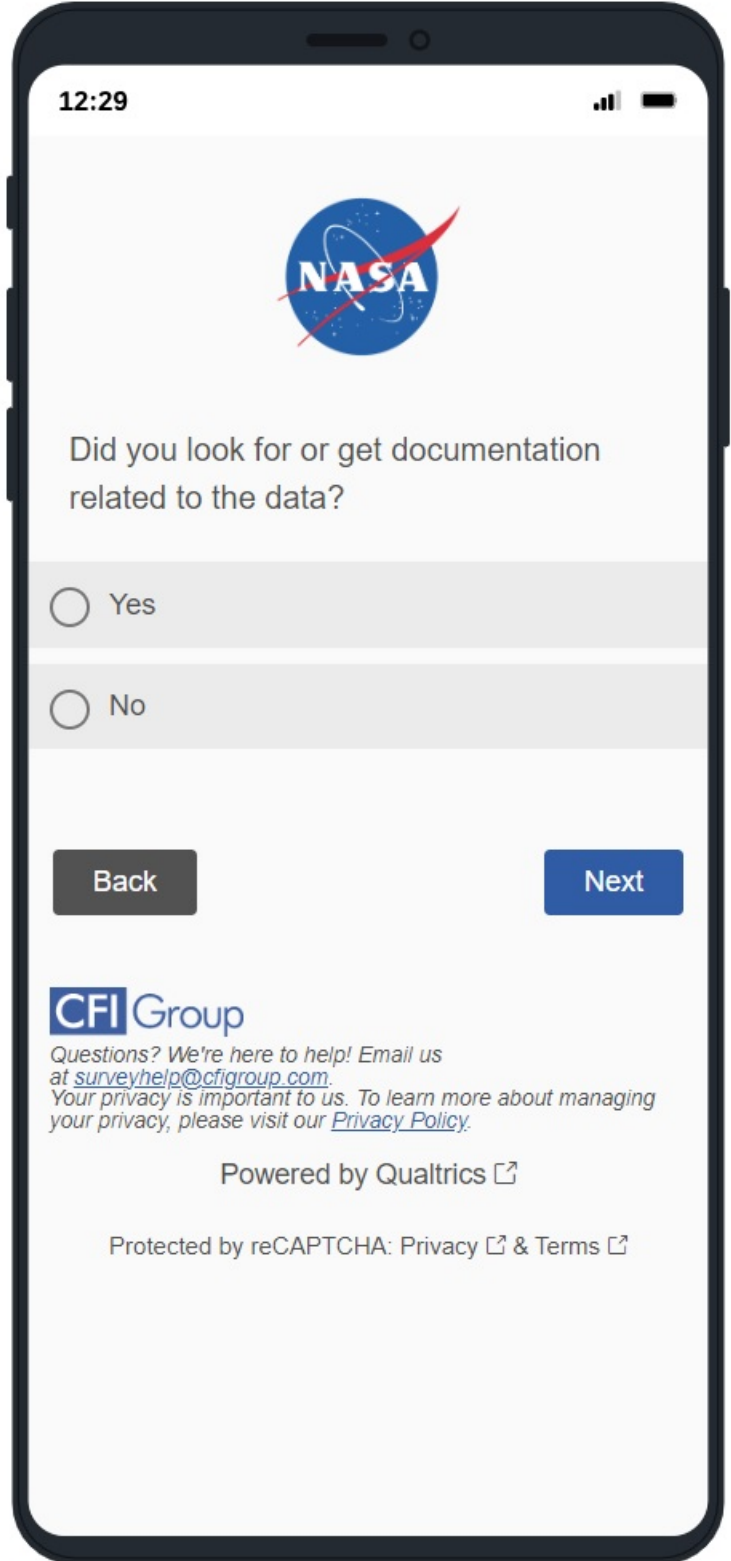 12:29
NASA
Did you look for or get documentation
related to the data?
Yes
No
Back
Next
CFI Group
Questions? We're here to help! Email us
at surveyhelp@cfigroup.com.
Your privacy is important to us. To learn more about managing
your privacy, please visit our Privacy Policy.
Powered by Qualtrics
Protected by reCAPTCHA: Privacy & Terms